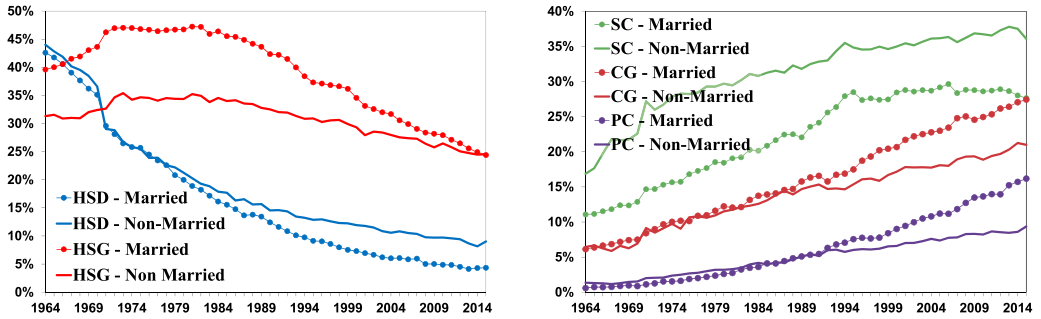 50%
45%
40%
35%
30%
25%
20%
15%
10%
5%
0%
HSD - Married
HSD - Non-Married
HSG - Married
HSG - Non Married
1964 1969 1974 1979 1984 1989 1994 1999 2004 2009 2014
40%
35%
30%
25%
20%
15%
10%
5%
0%
SC - Married
SC - Non-Married
CG - Married
CG - Non-Married
PC - Married
PC - Non-Married
1964 1969 1974 1979 1984 1989 1994 1999 2004 2009 2014